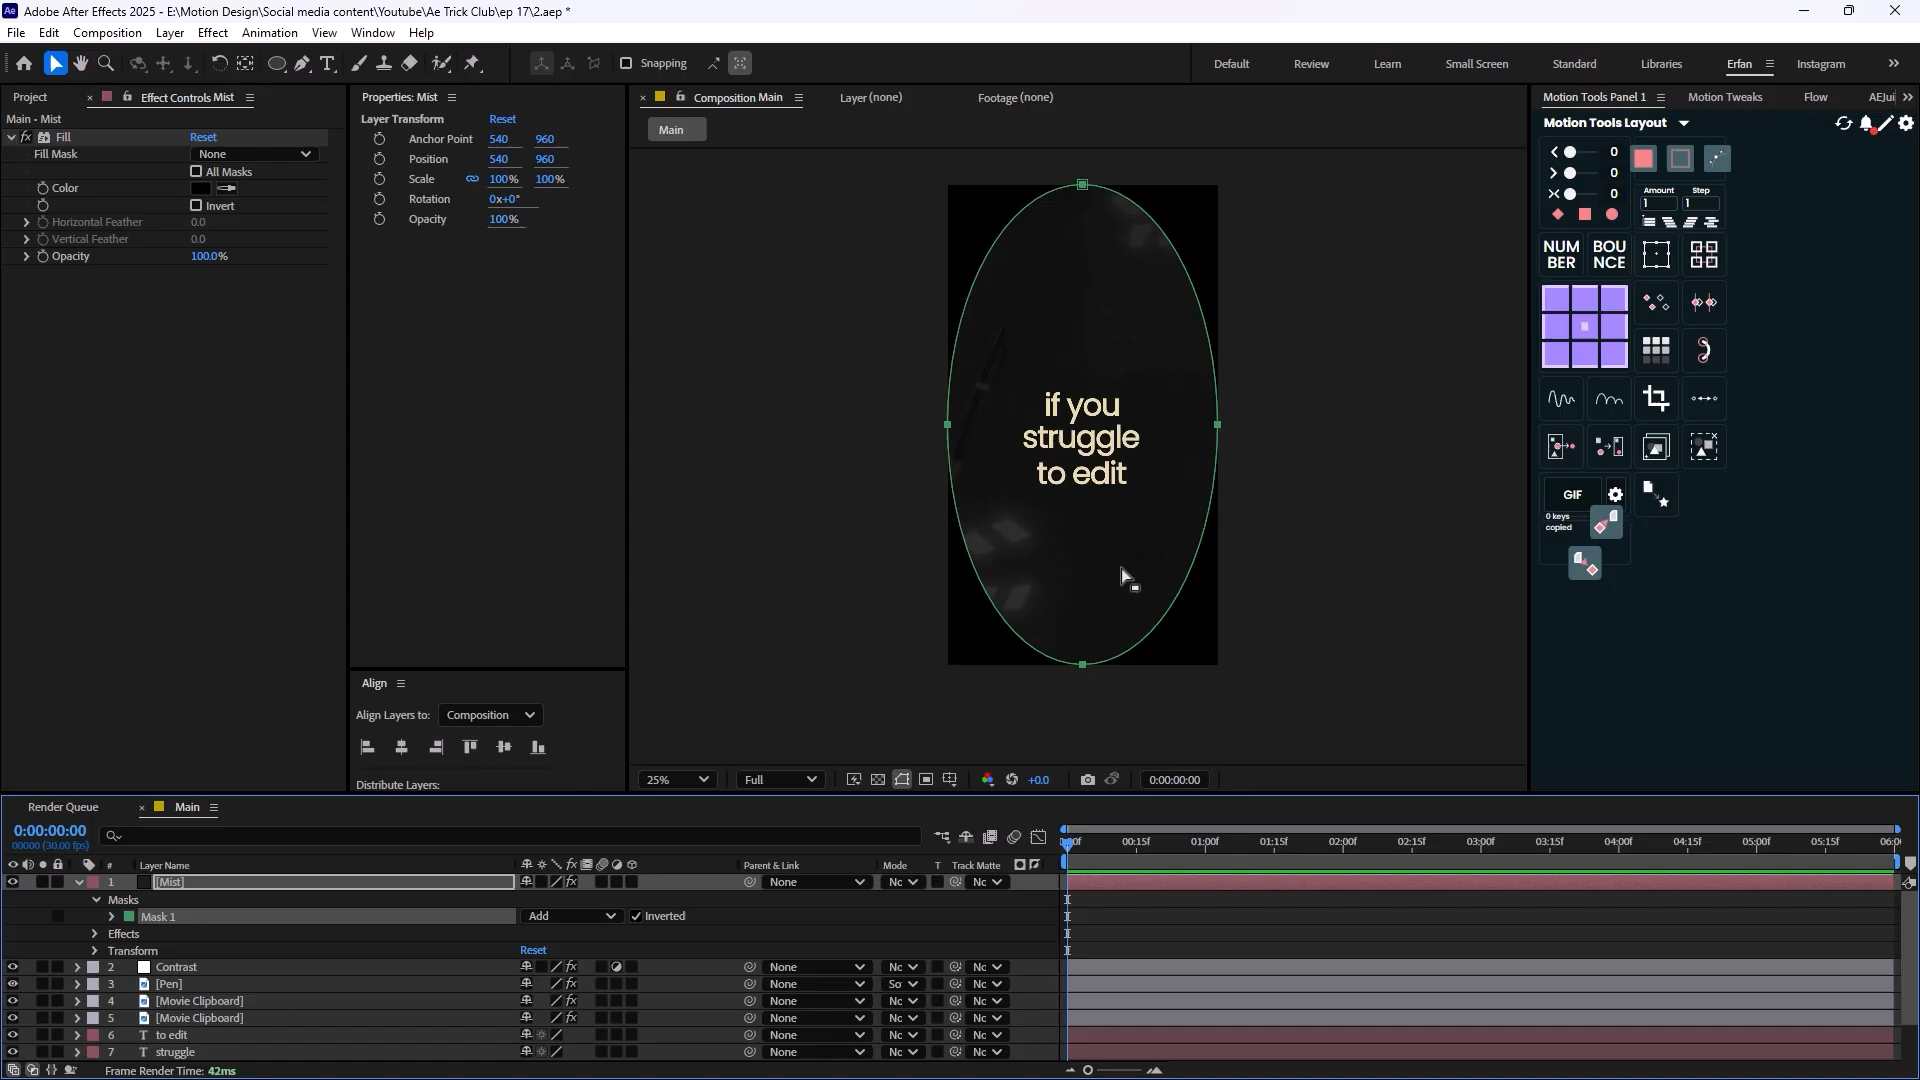 Adobe After Effects 2025 - E:\Motion Design\Social media content\Youtube\Ae Trick Club\ep 17\2.aep *
File Edit Composition Layer Effect Animation View Window Help
Snapping
Default Review Learn Small Screen Standard Libraries Erfan Instagram
Project Effect Controls Mist
Main - Mist
Fill Reset
Fill Mask None
All Masks
Color
Invert
Horizontal Feather 0.0
Vertical Feather 0.0
Opacity 100.0%
Properties: Mist
Layer Transform Reset
Anchor Point 540 960
Position 540 960
Scale 100% 100%
Rotation 0x+0°
Opacity 100%
Align
Align Layers to: Composition
Distribute Layers:
Composition Main Layer (none) Footage (none)
Main
if you
struggle
to edit
25% Full +0.0 0:00:00:00
Motion Tools Panel 1 Motion Tweaks Flow AEJui
Motion Tools Layout
0
0
0
Amount Step
1 1
NUM
BER
BOU
NCE
GIF
0 keys
copied
Render Queue Main
0:00:00:00
00000 (30.00 fps)
# Layer Name Parent & Link Mode T Track Matte
00f 00:15f 01:00f 01:15f 02:00f 02:15f 03:00f 03:15f 04:00f 04:15f 05:00f 05:15f 06:0
1 [Mist] None Nc Nc
Masks
Mask 1 Add Inverted
Effects
Transform Reset
2 Contrast None Nc Nc
3 [Pen] None So Nc
4 [Movie Clipboard] None Nc Nc
5 [Movie Clipboard] None Nc Nc
6 T to edit None Nc Nc
7 T struggle None Nc Nc
Frame Render Time: 42ms